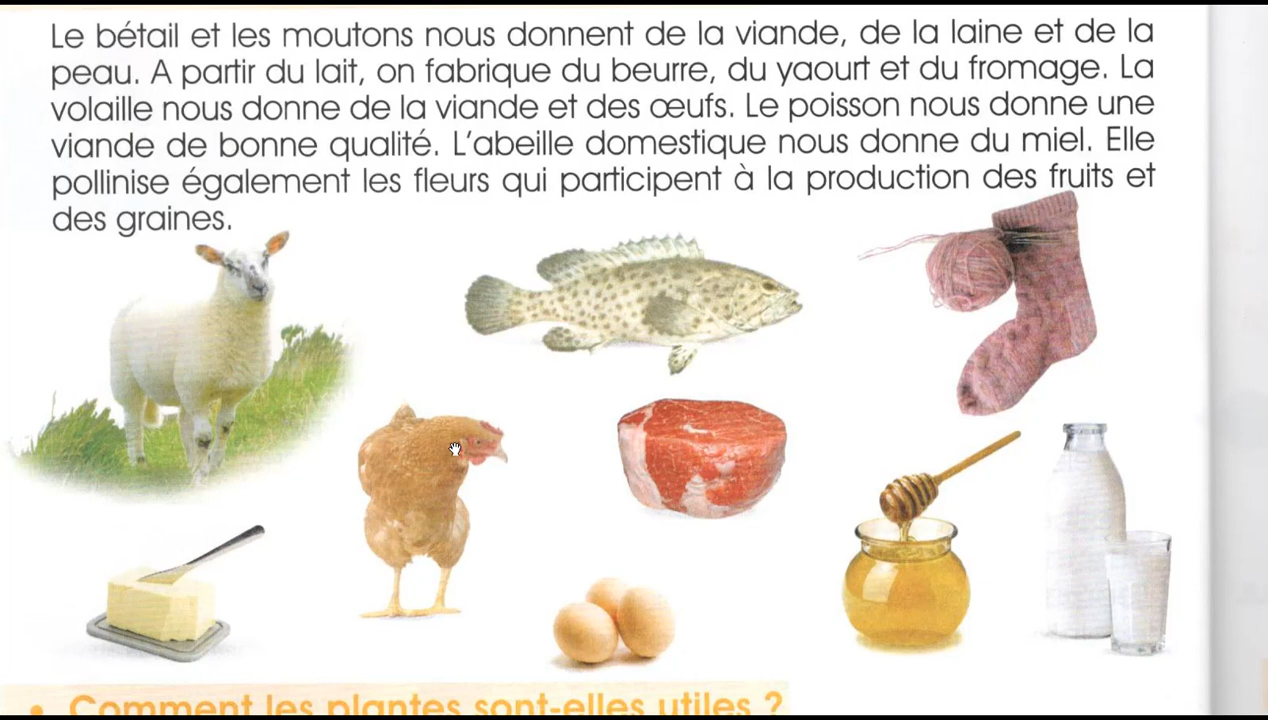 Le bétail et les moutons nous donnent de la viande, de la laine et de la
peau. A partir du lait, on fabrique du beurre, du yaourt et du fromage. La
volaille nous donne de la viande et des œufs. Le poisson nous donne une
viande de bonne qualité. L'abeille domestique nous donne du miel. Elle
pollinise également les fleurs qui participent à la production des fruits et
des graines.
• Comment les plantes sont-elles utiles ?